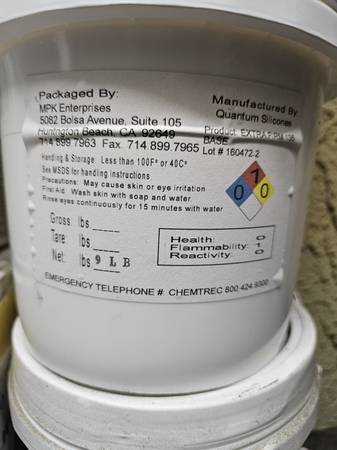 Packaged By:
MPK Enterprises
5082 Bolsa Avenue, Suite 105
Huntington Beach, CA 92649
714.899.7963 Fax 714.899.7965
Manufactured By
Quantum Silicones
Product: EXTRA FIRM
BASE
Lot # 160472-2
Handling & Storage: Less than 100F° or 40C°
See MSDS for handling instructions
Precautions: May cause skin or eye irritation
First Aid: Wash skin with soap and water
Rinse eyes continuously for 15 minutes with water
1
0 0
Gross lbs
Tare lbs
Net lbs 9 LB
Health: 0
Flammability: 1
Reactivity: 0
EMERGENCY TELEPHONE #: CHEMTREC 800.424.9300